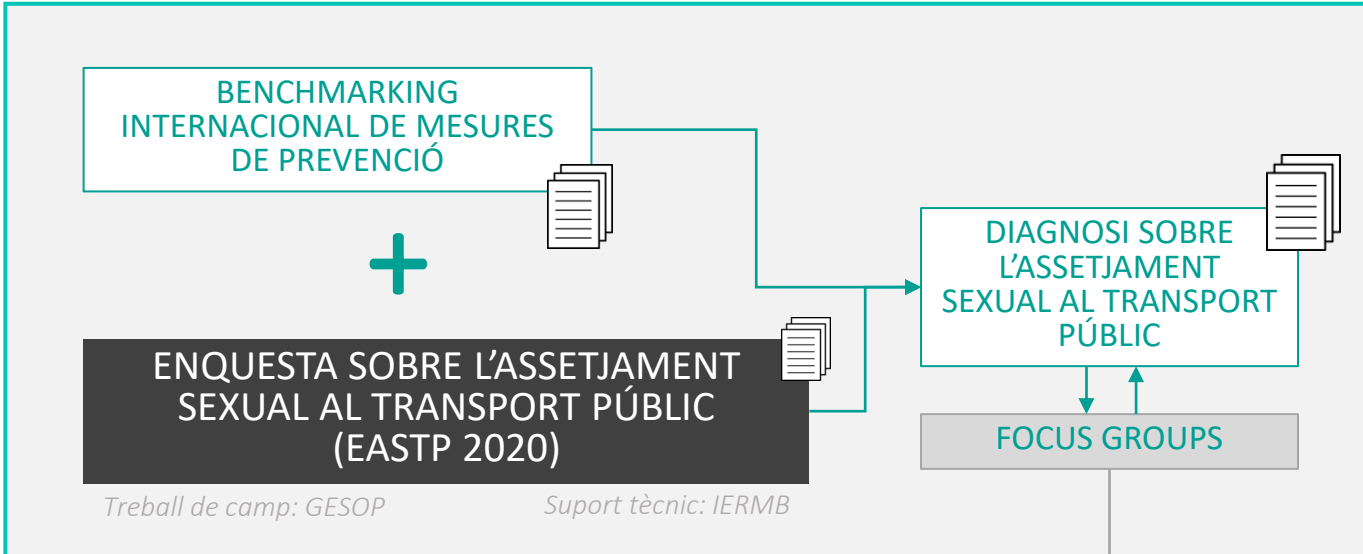 BENCHMARKING
INTERNACIONAL DE MESURES
DE PREVENCIÓ
+
ENQUESTA SOBRE L'ASSETJAMENT
SEXUAL AL TRANSPORT PÚBLIC
(EASTP 2020)
Treball de camp: GESOP
Suport tècnic: IERMB
DIAGNOSI SOBRE
L'ASSETJAMENT
SEXUAL AL TRANSPORT
PÚBLIC
FOCUS GROUPS